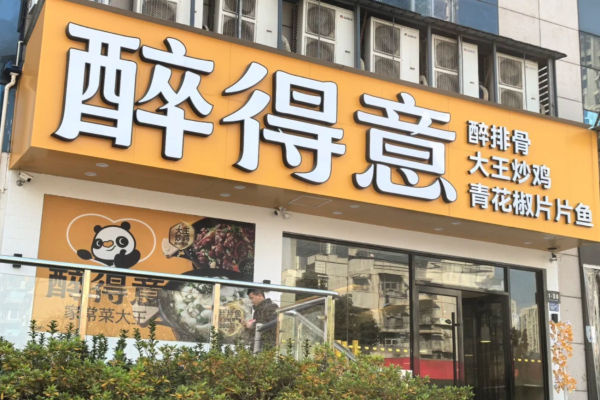 醉得意
醉排骨
大王炒鸡
青花椒片片鱼
醉得意
家常菜大王